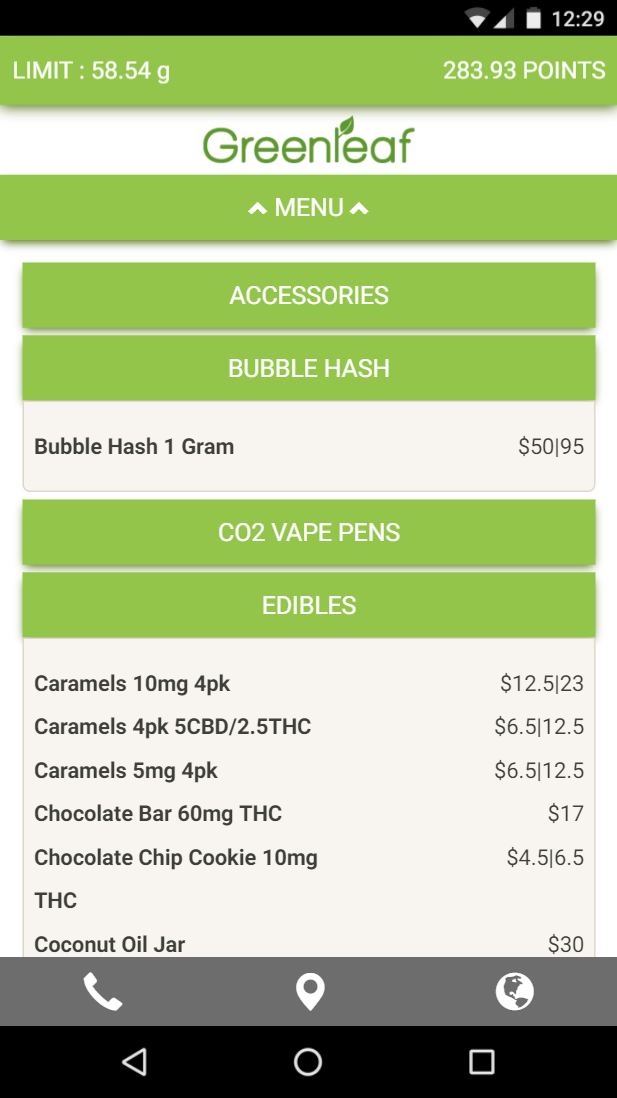 12:29
LIMIT : 58.54 g 283.93 POINTS
Greenleaf
MENU
ACCESSORIES
BUBBLE HASH
Bubble Hash 1 Gram $50|95
CO2 VAPE PENS
EDIBLES
Caramels 10mg 4pk $12.5|23
Caramels 4pk 5CBD/2.5THC $6.5|12.5
Caramels 5mg 4pk $6.5|12.5
Chocolate Bar 60mg THC $17
Chocolate Chip Cookie 10mg $4.5|6.5
THC
Coconut Oil Jar $30